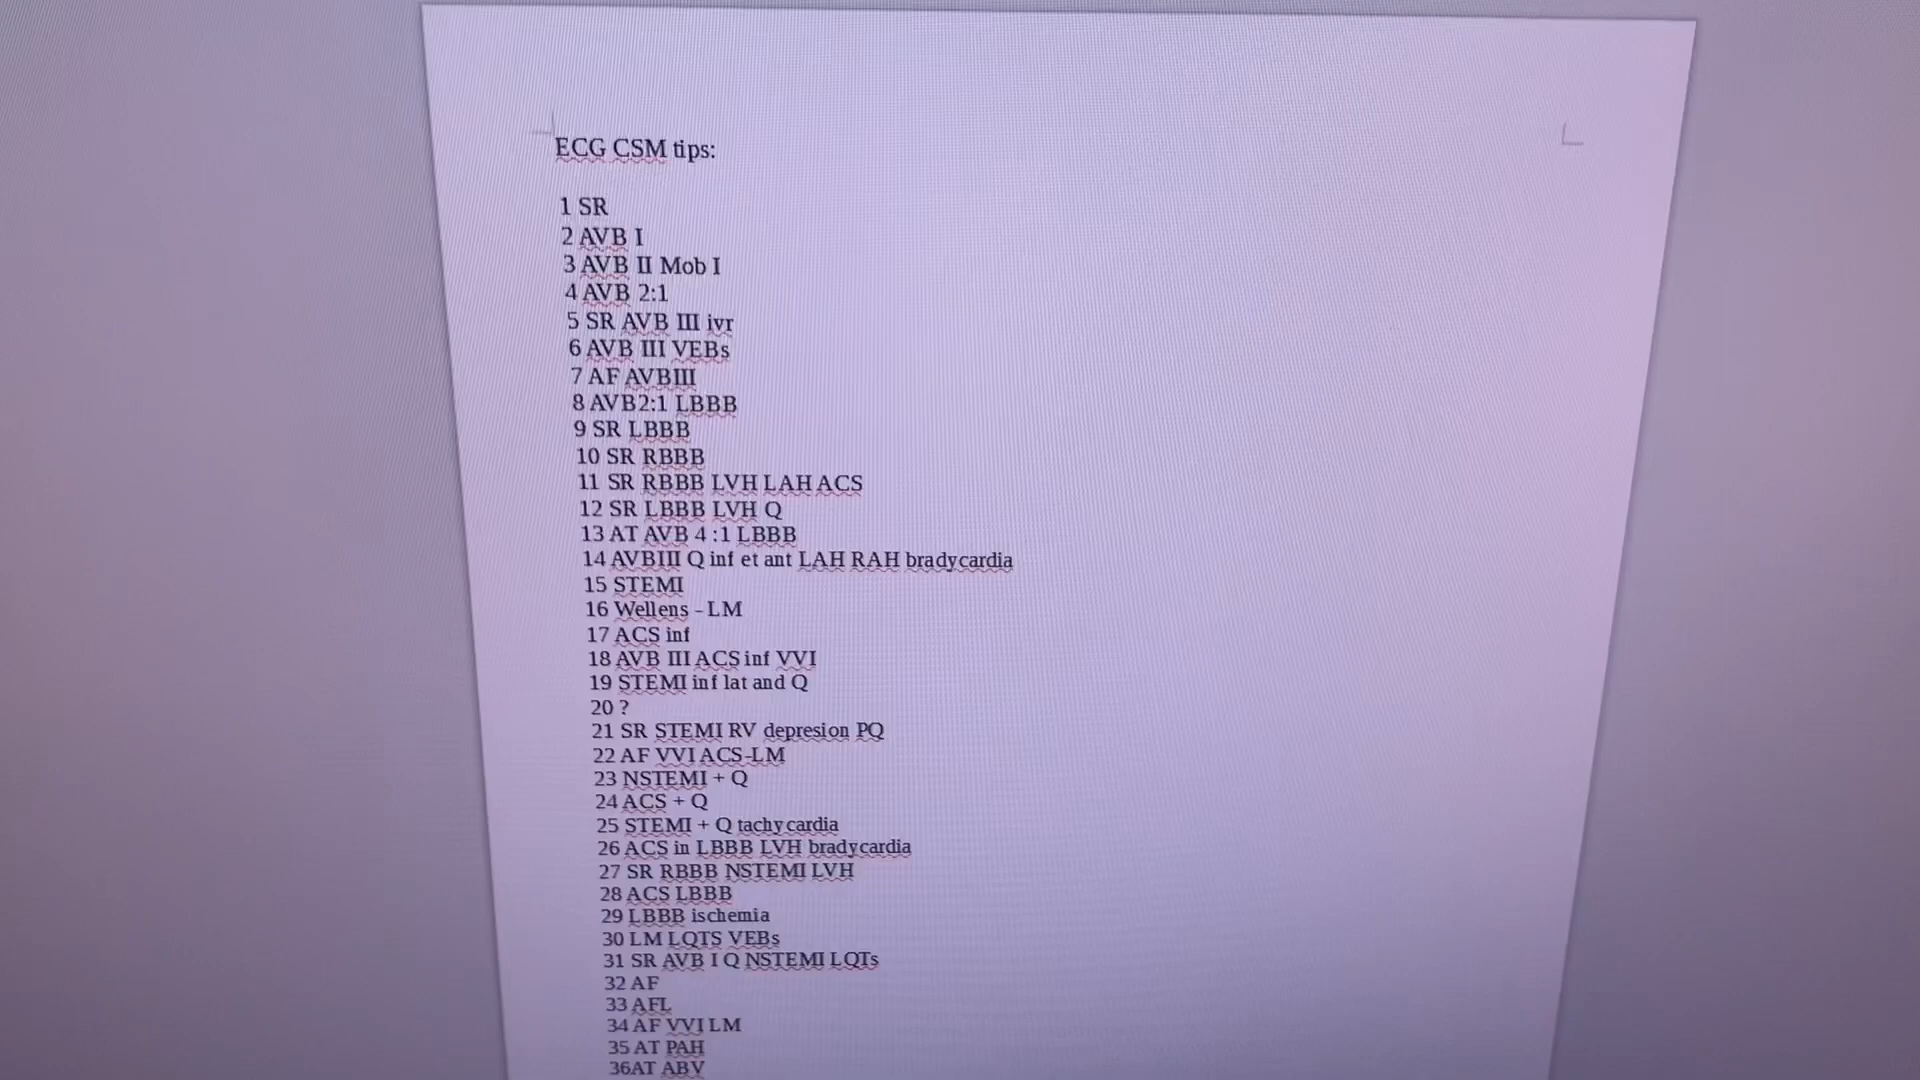 ECG CSM tips:
1 SR
2 AVB I
3 AVB II Mob I
4 AVB 2:1
5 SR AVB III ivr
6 AVB III VEBs
7 AF AVBIII
8 AVB2:1 LBBB
9 SR LBBB
10 SR RBBB
11 SR RBBB LVH LAH ACS
12 SR LBBB LVH Q
13 AT AVB 4 :1 LBBB
14 AVBIII Q inf et ant LAH RAH bradycardia
15 STEMI
16 Wellens - LM
17 ACS inf
18 AVB III ACS inf VVI
19 STEMI inf lat and Q
20 ?
21 SR STEMI RV depresion PQ
22 AF VVI ACS-LM
23 NSTEMI + Q
24 ACS + Q
25 STEMI + Q tachycardia
26 ACS in LBBB LVH bradycardia
27 SR RBBB NSTEMI LVH
28 ACS LBBB
29 LBBB ischemia
30 LM LQTS VEBs
31 SR AVB I Q NSTEMI LQTs
32 AF
33 AFL
34 AF VVI LM
35 AT PAH
36AT ABV